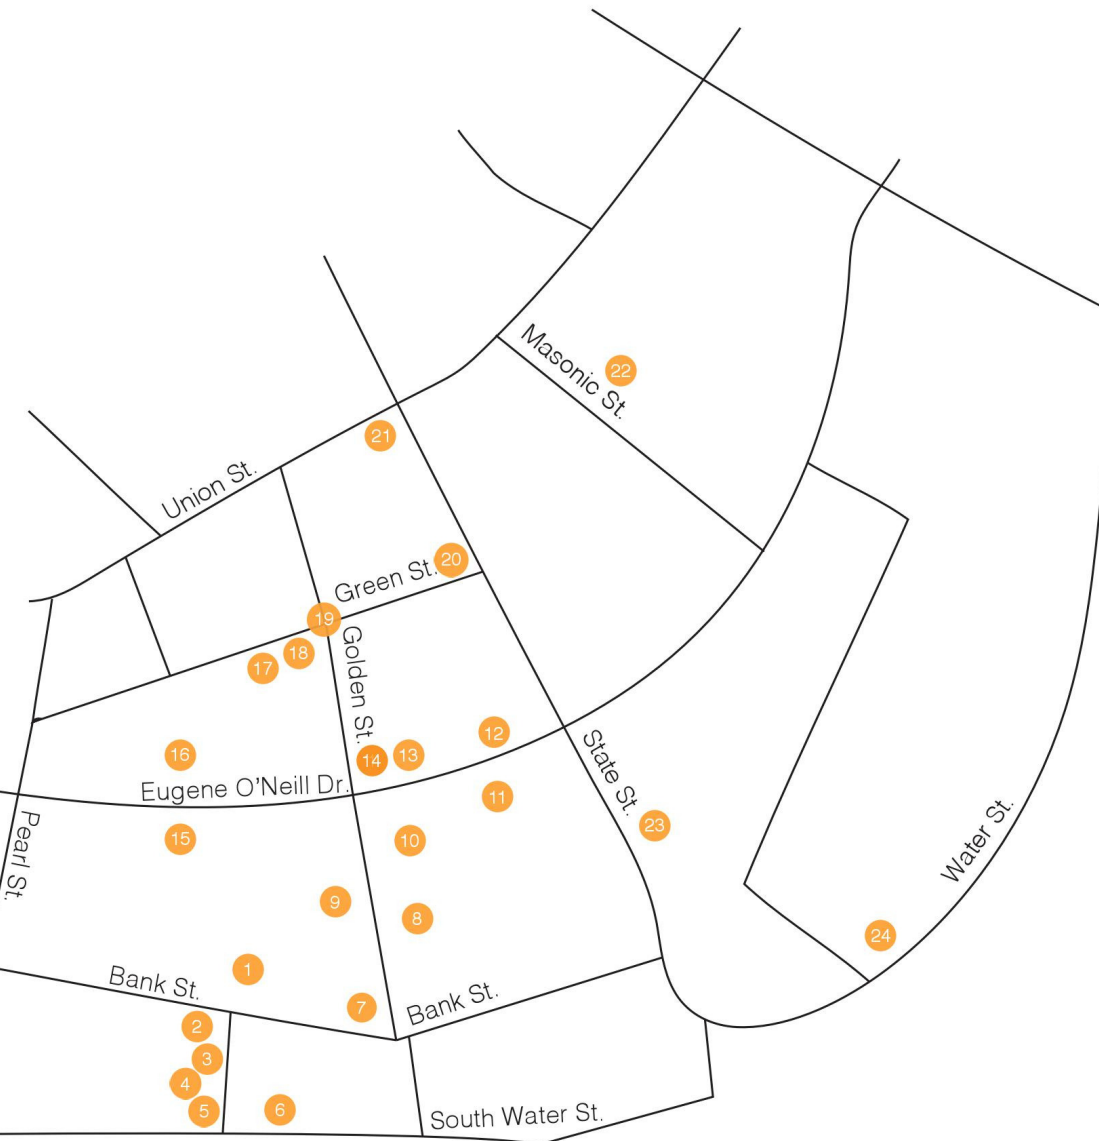 Masonic St.
22
21
Union St.
20
Green St.
19
18
17
Golden St.
16
14
13
12
Eugene O'Neill Dr.
State St.
11
23
Pearl St.
15
10
Water St.
9
8
24
1
Bank St.
7
Bank St.
2
3
4
5
6
South Water St.